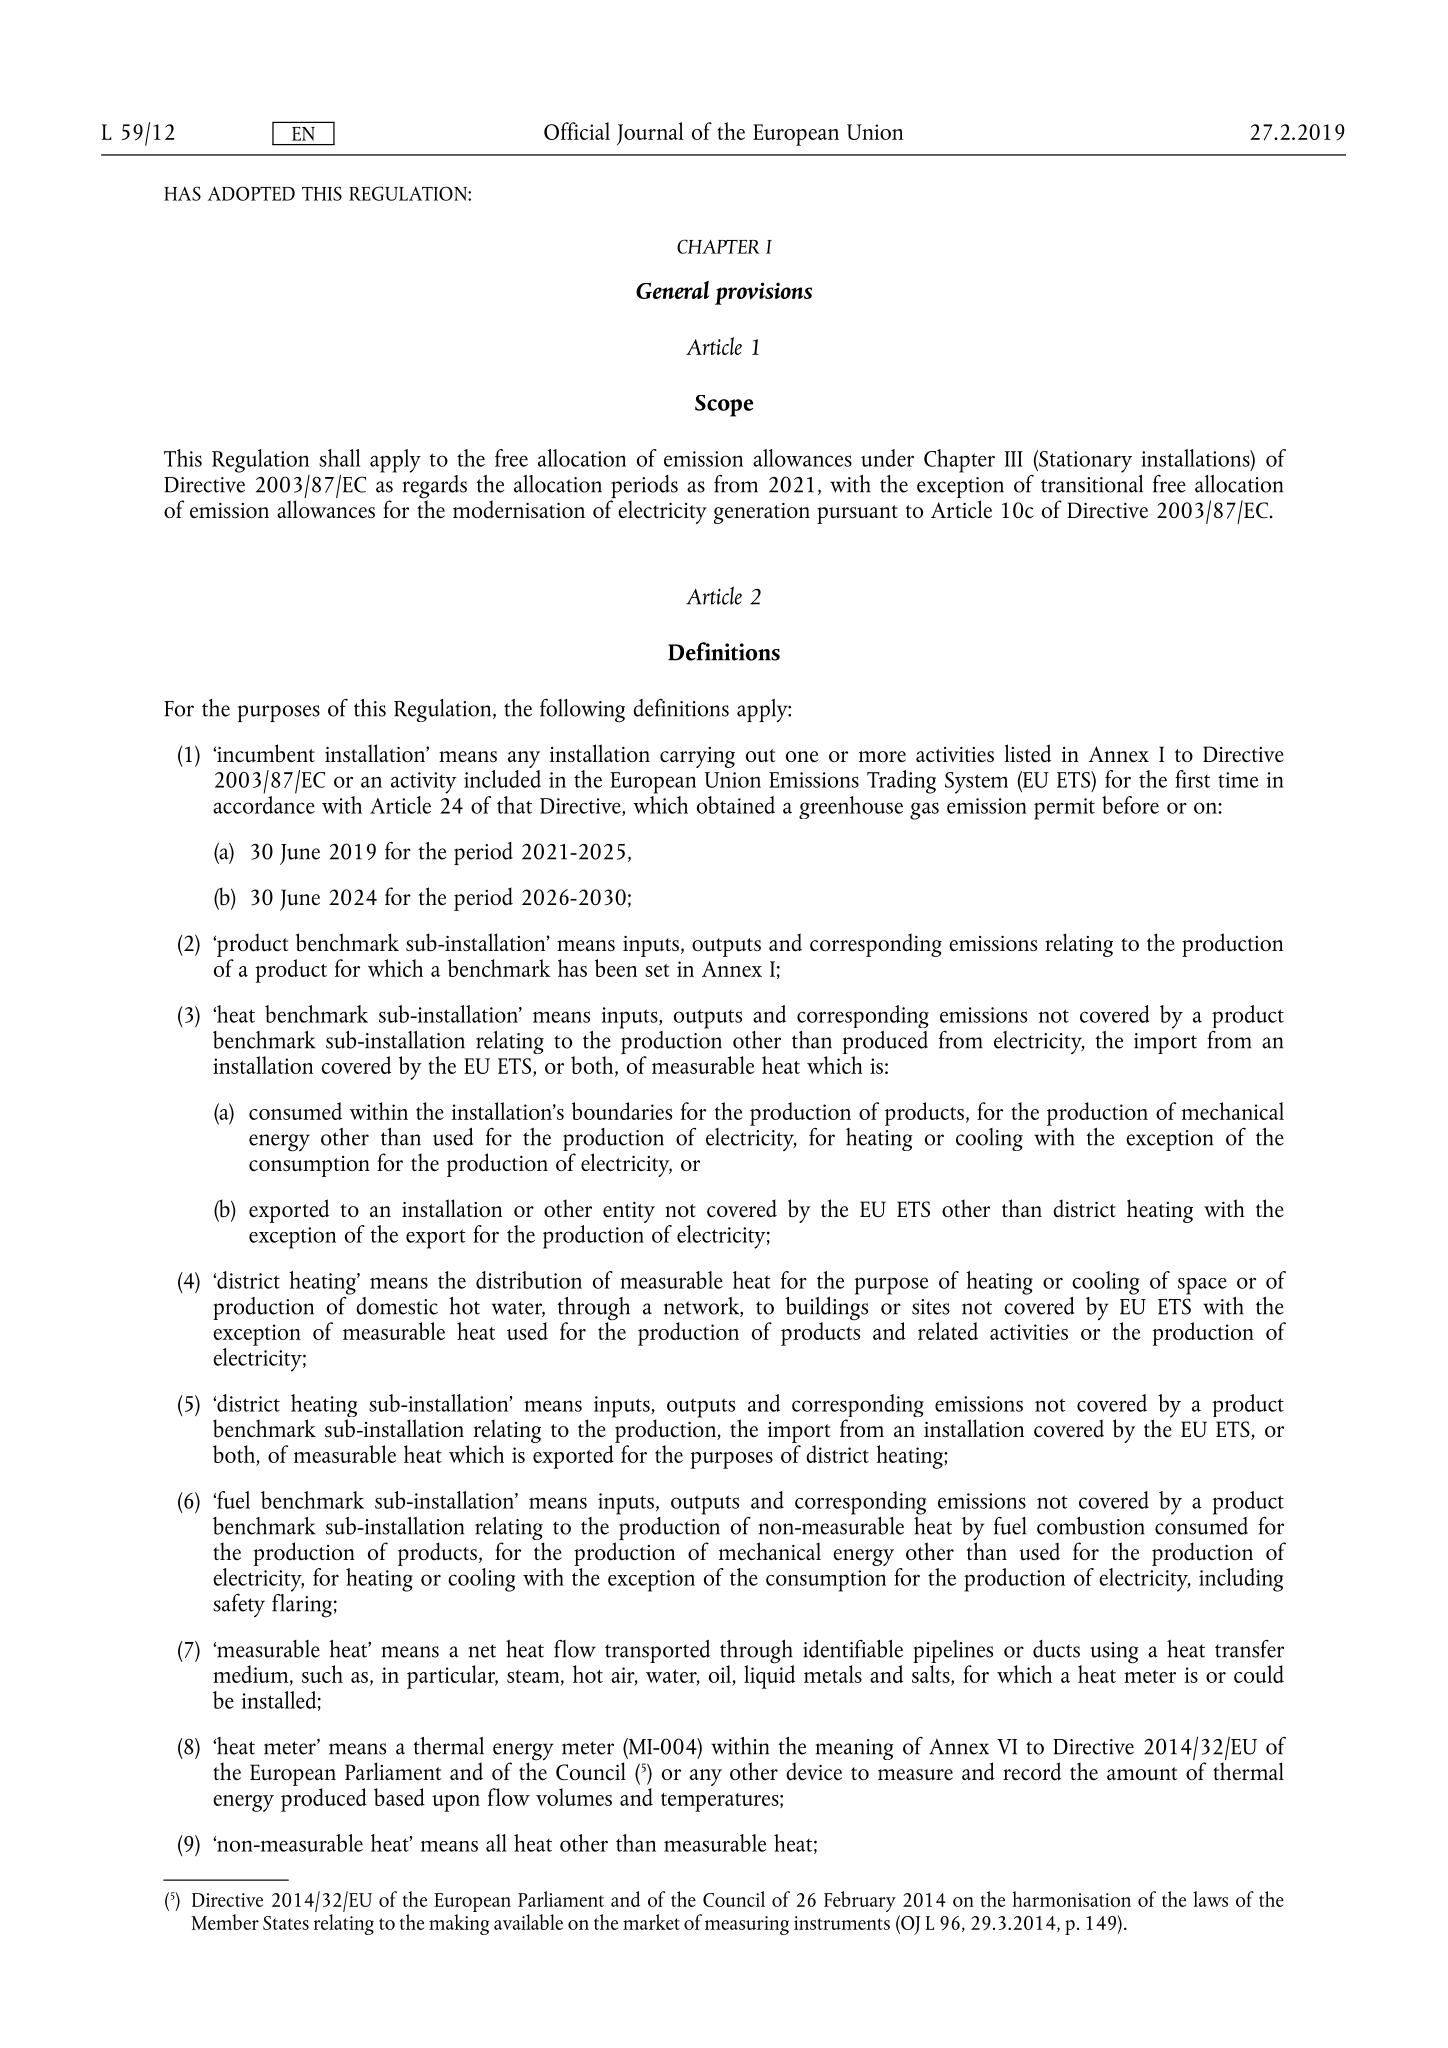 L 59/12 EN Official Journal of the European Union 27.2.2019
HAS ADOPTED THIS REGULATION:
CHAPTER I
General provisions
Article 1
Scope
This Regulation shall apply to the free allocation of emission allowances under Chapter III (Stationary installations) of
Directive 2003/87/EC as regards the allocation periods as from 2021, with the exception of transitional free allocation
of emission allowances for the modernisation of electricity generation pursuant to Article 10c of Directive 2003/87/EC.
Article 2
Definitions
For the purposes of this Regulation, the following definitions apply:
(1) ‘incumbent installation’ means any installation carrying out one or more activities listed in Annex I to Directive
2003/87/EC or an activity included in the European Union Emissions Trading System (EU ETS) for the first time in
accordance with Article 24 of that Directive, which obtained a greenhouse gas emission permit before or on:
(a) 30 June 2019 for the period 2021-2025,
(b) 30 June 2024 for the period 2026-2030;
(2) ‘product benchmark sub-installation’ means inputs, outputs and corresponding emissions relating to the production
of a product for which a benchmark has been set in Annex I;
(3) ‘heat benchmark sub-installation’ means inputs, outputs and corresponding emissions not covered by a product
benchmark sub-installation relating to the production other than produced from electricity, the import from an
installation covered by the EU ETS, or both, of measurable heat which is:
(a) consumed within the installation’s boundaries for the production of products, for the production of mechanical
energy other than used for the production of electricity, for heating or cooling with the exception of the
consumption for the production of electricity, or
(b) exported to an installation or other entity not covered by the EU ETS other than district heating with the
exception of the export for the production of electricity;
(4) ‘district heating’ means the distribution of measurable heat for the purpose of heating or cooling of space or of
production of domestic hot water, through a network, to buildings or sites not covered by EU ETS with the
exception of measurable heat used for the production of products and related activities or the production of
electricity;
(5) ‘district heating sub-installation’ means inputs, outputs and corresponding emissions not covered by a product
benchmark sub-installation relating to the production, the import from an installation covered by the EU ETS, or
both, of measurable heat which is exported for the purposes of district heating;
(6) ‘fuel benchmark sub-installation’ means inputs, outputs and corresponding emissions not covered by a product
benchmark sub-installation relating to the production of non-measurable heat by fuel combustion consumed for
the production of products, for the production of mechanical energy other than used for the production of
electricity, for heating or cooling with the exception of the consumption for the production of electricity, including
safety flaring;
(7) ‘measurable heat’ means a net heat flow transported through identifiable pipelines or ducts using a heat transfer
medium, such as, in particular, steam, hot air, water, oil, liquid metals and salts, for which a heat meter is or could
be installed;
(8) ‘heat meter’ means a thermal energy meter (MI-004) within the meaning of Annex VI to Directive 2014/32/EU of
the European Parliament and of the Council (⁵) or any other device to measure and record the amount of thermal
energy produced based upon flow volumes and temperatures;
(9) ‘non-measurable heat’ means all heat other than measurable heat;
(⁵) Directive 2014/32/EU of the European Parliament and of the Council of 26 February 2014 on the harmonisation of the laws of the
Member States relating to the making available on the market of measuring instruments (OJ L 96, 29.3.2014, p. 149).